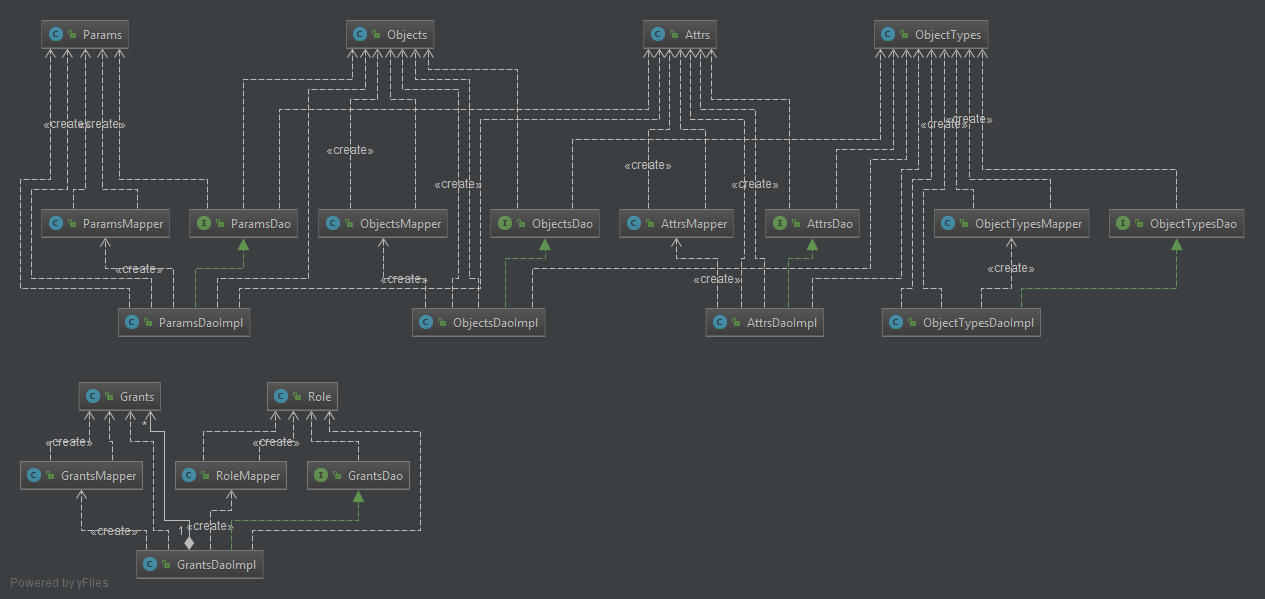 Params
Objects
Attrs
ObjectTypes
«create»
«create»
«create»
«create»
«create»
«create»
«create»
«create»
ParamsMapper
ParamsDao
ObjectsMapper
ObjectsDao
AttrsMapper
AttrsDao
ObjectTypesMapper
ObjectTypesDao
«create»
«create»
«create»
«create»
ParamsDaoImpl
ObjectsDaoImpl
AttrsDaoImpl
ObjectTypesDaoImpl
Grants
Role
*
«create»
«create»
GrantsMapper
RoleMapper
GrantsDao
«create»
1
«create»
GrantsDaoImpl
Powered by yFiles